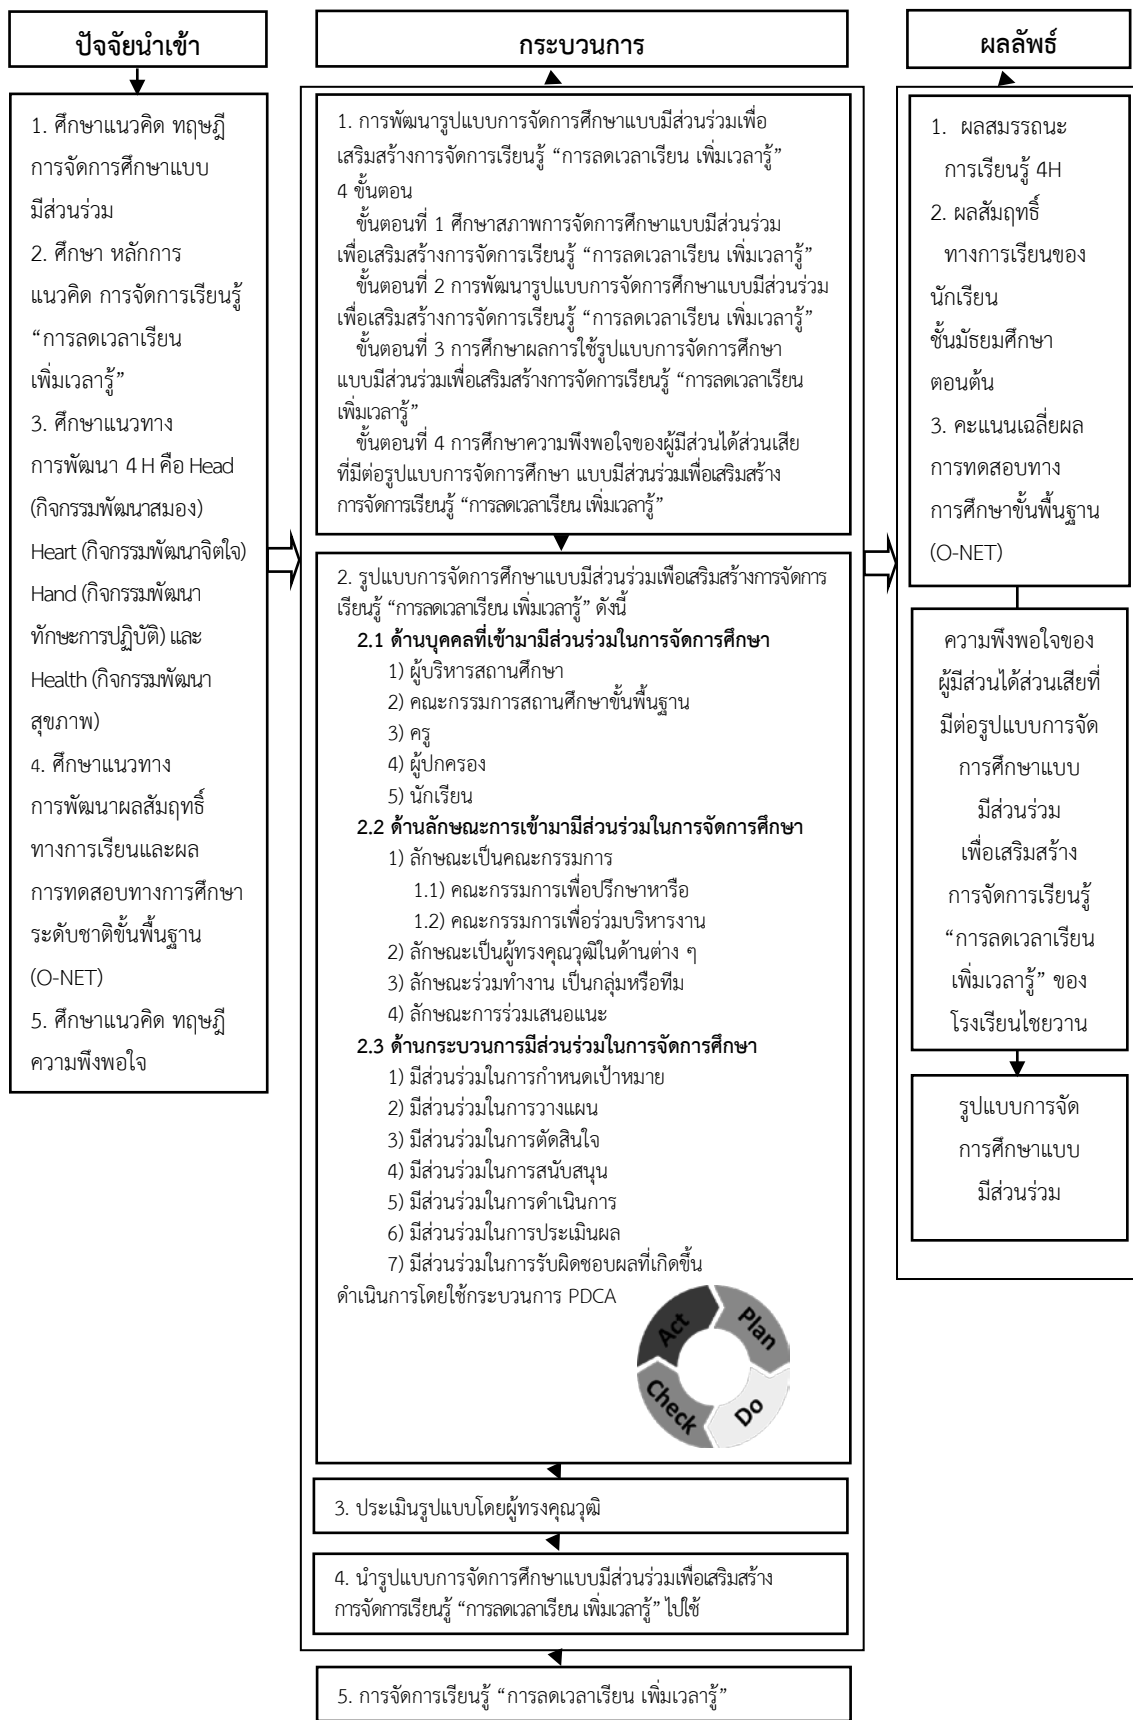 ปัจจัยนำเข้า
1. ศึกษาแนวคิด ทฤษฎี
การจัดการศึกษาแบบ
มีส่วนร่วม
2. ศึกษา หลักการ
แนวคิด การจัดการเรียนรู้
“การลดเวลาเรียน
เพิ่มเวลารู้”
3. ศึกษาแนวทาง
การพัฒนา 4 H คือ Head
(กิจกรรมพัฒนาสมอง)
Heart (กิจกรรมพัฒนาจิตใจ)
Hand (กิจกรรมพัฒนา
ทักษะการปฏิบัติ) และ
Health (กิจกรรมพัฒนา
สุขภาพ)
4. ศึกษาแนวทาง
การพัฒนาผลสัมฤทธิ์
ทางการเรียนและผล
การทดสอบทางการศึกษา
ระดับชาติขั้นพื้นฐาน
(O-NET)
5. ศึกษาแนวคิด ทฤษฎี
ความพึงพอใจ
กระบวนการ
1. การพัฒนารูปแบบการจัดการศึกษาแบบมีส่วนร่วมเพื่อ
เสริมสร้างการจัดการเรียนรู้ “การลดเวลาเรียน เพิ่มเวลารู้”
4 ขั้นตอน
ขั้นตอนที่ 1 ศึกษาสภาพการจัดการศึกษาแบบมีส่วนร่วม
เพื่อเสริมสร้างการจัดการเรียนรู้ “การลดเวลาเรียน เพิ่มเวลารู้”
ขั้นตอนที่ 2 การพัฒนารูปแบบการจัดการศึกษาแบบมีส่วนร่วม
เพื่อเสริมสร้างการจัดการเรียนรู้ “การลดเวลาเรียน เพิ่มเวลารู้”
ขั้นตอนที่ 3 การศึกษาผลการใช้รูปแบบการจัดการศึกษา
แบบมีส่วนร่วมเพื่อเสริมสร้างการจัดการเรียนรู้ “การลดเวลาเรียน
เพิ่มเวลารู้”
ขั้นตอนที่ 4 การศึกษาความพึงพอใจของผู้มีส่วนได้ส่วนเสีย
ที่มีต่อรูปแบบการจัดการศึกษา แบบมีส่วนร่วมเพื่อเสริมสร้าง
การจัดการเรียนรู้ “การลดเวลาเรียน เพิ่มเวลารู้”
2. รูปแบบการจัดการศึกษาแบบมีส่วนร่วมเพื่อเสริมสร้างการจัดการ
เรียนรู้ “การลดเวลาเรียน เพิ่มเวลารู้” ดังนี้
2.1 ด้านบุคคลที่เข้ามามีส่วนร่วมในการจัดการศึกษา
1) ผู้บริหารสถานศึกษา
2) คณะกรรมการสถานศึกษาขั้นพื้นฐาน
3) ครู
4) ผู้ปกครอง
5) นักเรียน
2.2 ด้านลักษณะการเข้ามามีส่วนร่วมในการจัดการศึกษา
1) ลักษณะเป็นคณะกรรมการ
1.1) คณะกรรมการเพื่อปรึกษาหารือ
1.2) คณะกรรมการเพื่อร่วมบริหารงาน
2) ลักษณะเป็นผู้ทรงคุณวุฒิในด้านต่าง ๆ
3) ลักษณะร่วมทำงาน เป็นกลุ่มหรือทีม
4) ลักษณะการร่วมเสนอแนะ
2.3 ด้านกระบวนการมีส่วนร่วมในการจัดการศึกษา
1) มีส่วนร่วมในการกำหนดเป้าหมาย
2) มีส่วนร่วมในการวางแผน
3) มีส่วนร่วมในการตัดสินใจ
4) มีส่วนร่วมในการสนับสนุน
5) มีส่วนร่วมในการดำเนินการ
6) มีส่วนร่วมในการประเมินผล
7) มีส่วนร่วมในการรับผิดชอบผลที่เกิดขึ้น
ดำเนินการโดยใช้กระบวนการ PDCA
Act
Plan
Check
Do
3. ประเมินรูปแบบโดยผู้ทรงคุณวุฒิ
4. นำรูปแบบการจัดการศึกษาแบบมีส่วนร่วมเพื่อเสริมสร้าง
การจัดการเรียนรู้ “การลดเวลาเรียน เพิ่มเวลารู้” ไปใช้
5. การจัดการเรียนรู้ “การลดเวลาเรียน เพิ่มเวลารู้”
ผลลัพธ์
1. ผลสมรรถนะ
การเรียนรู้ 4H
2. ผลสัมฤทธิ์
ทางการเรียนของ
นักเรียน
ชั้นมัธยมศึกษา
ตอนต้น
3. คะแนนเฉลี่ยผล
การทดสอบทาง
การศึกษาขั้นพื้นฐาน
(O-NET)
ความพึงพอใจของ
ผู้มีส่วนได้ส่วนเสียที่
มีต่อรูปแบบการจัด
การศึกษาแบบ
มีส่วนร่วม
เพื่อเสริมสร้าง
การจัดการเรียนรู้
“การลดเวลาเรียน
เพิ่มเวลารู้” ของ
โรงเรียนไชยวาน
รูปแบบการจัด
การศึกษาแบบ
มีส่วนร่วม